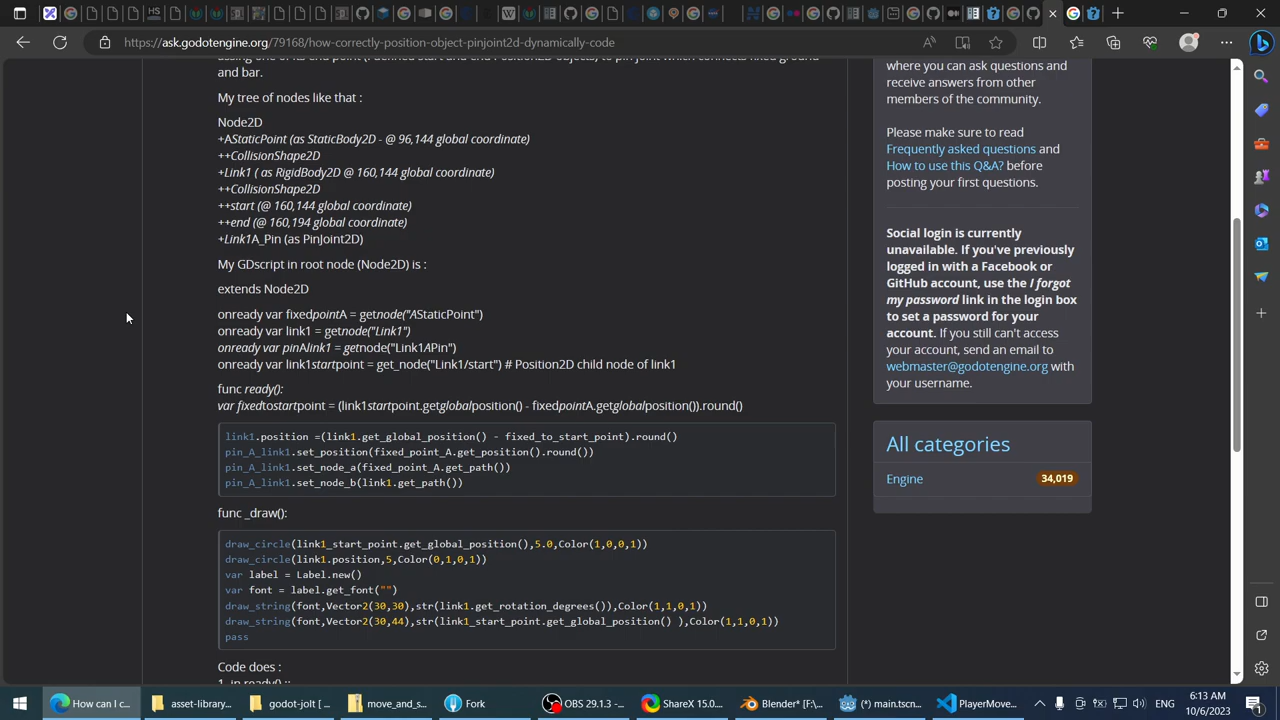 https://ask.godotengine.org/79168/how-correctly-position-object-pinjoint2d-dynamically-code
and bar.
My tree of nodes like that :
Node2D
+AStaticPoint (as StaticBody2D - @ 96,144 global coordinate)
++CollisionShape2D
+Link1 ( as RigidBody2D @ 160,144 global coordinate)
++CollisionShape2D
++start (@ 160,144 global coordinate)
++end (@ 160,194 global coordinate)
+Link1A_Pin (as PinJoint2D)
My GDscript in root node (Node2D) is :
extends Node2D
onready var fixedpointA = getnode("AStaticPoint")
onready var link1 = getnode("Link1")
onready var pinAlink1 = getnode("Link1APin")
onready var link1startpoint = get_node("Link1/start") # Position2D child node of link1
func ready():
var fixedtostartpoint = (link1startpoint.getglobalposition() - fixedpointA.getglobalposition()).round()
link1.position =(link1.get_global_position() - fixed_to_start_point).round()
pin_A_link1.set_position(fixed_point_A.get_position().round())
pin_A_link1.set_node_a(fixed_point_A.get_path())
pin_A_link1.set_node_b(link1.get_path())
func _draw():
draw_circle(link1_start_point.get_global_position(),5.0,Color(1,0,0,1))
draw_circle(link1.position,5,Color(0,1,0,1))
var label = Label.new()
var font = label.get_font("")
draw_string(font,Vector2(30,30),str(link1.get_rotation_degrees()),Color(1,1,0,1))
draw_string(font,Vector2(30,44),str(link1_start_point.get_global_position() ),Color(1,1,0,1))
pass
Code does :
1. in ready() ::
where you can ask questions and
receive answers from other
members of the community.
Please make sure to read
Frequently asked questions and
How to use this Q&A? before
posting your first questions.
Social login is currently
unavailable. If you've previously
logged in with a Facebook or
GitHub account, use the I forgot
my password link in the login box
to set a password for your
account. If you still can't access
your account, send an email to
webmaster@godotengine.org with
your username.
All categories
Engine 34,019
How can I c...
asset-library...
godot-jolt [ ...
move_and_s...
Fork
OBS 29.1.3 - ...
ShareX 15.0....
Blender* [F:\...
(*) main.tscn...
PlayerMove...
ENG
6:13 AM
10/6/2023